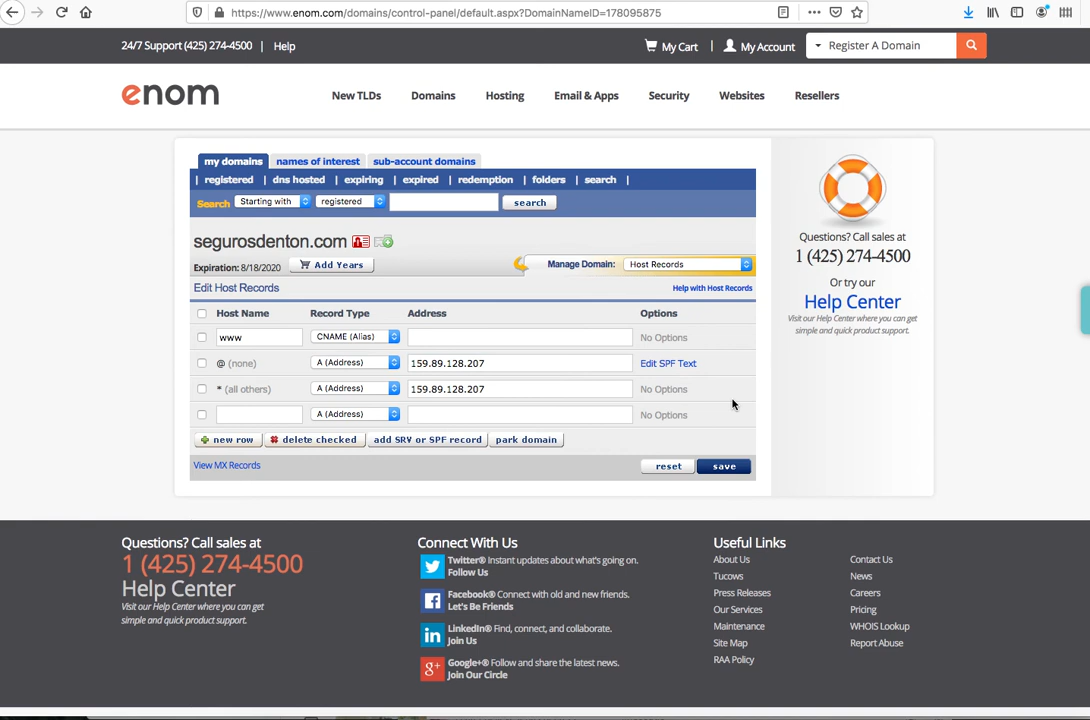 https://www.enom.com/domains/control-panel/default.aspx?DomainNameID=178095875
24/7 Support (425) 274-4500 | Help
My Cart | My Account
Register A Domain
enom
New TLDs Domains Hosting Email & Apps Security Websites Resellers
my domains names of interest sub-account domains
| registered | dns hosted | expiring | expired | redemption | folders | search |
Search Starting with registered search
segurosdenton.com
Expiration: 8/18/2020 Add Years
Manage Domain: Host Records
Edit Host Records
Help with Host Records
Host Name Record Type Address Options
www CNAME (Alias) No Options
@ (none) A (Address) 159.89.128.207 Edit SPF Text
* (all others) A (Address) 159.89.128.207 No Options
A (Address) No Options
new row delete checked add SRV or SPF record park domain
View MX Records
reset save
Questions? Call sales at
1 (425) 274-4500
Or try our
Help Center
Visit our Help Center where you can get
simple and quick product support.
Questions? Call sales at
1 (425) 274-4500
Help Center
Visit our Help Center where you can get
simple and quick product support.
Connect With Us
Twitter® Instant updates about what's going on.
Follow Us
Facebook® Connect with old and new friends.
Let's Be Friends
LinkedIn® Find, connect, and collaborate.
Join Us
Google+® Follow and share the latest news.
Join Our Circle
Useful Links
About Us
Tucows
Press Releases
Our Services
Maintenance
Site Map
RAA Policy
Contact Us
News
Careers
Pricing
WHOIS Lookup
Report Abuse